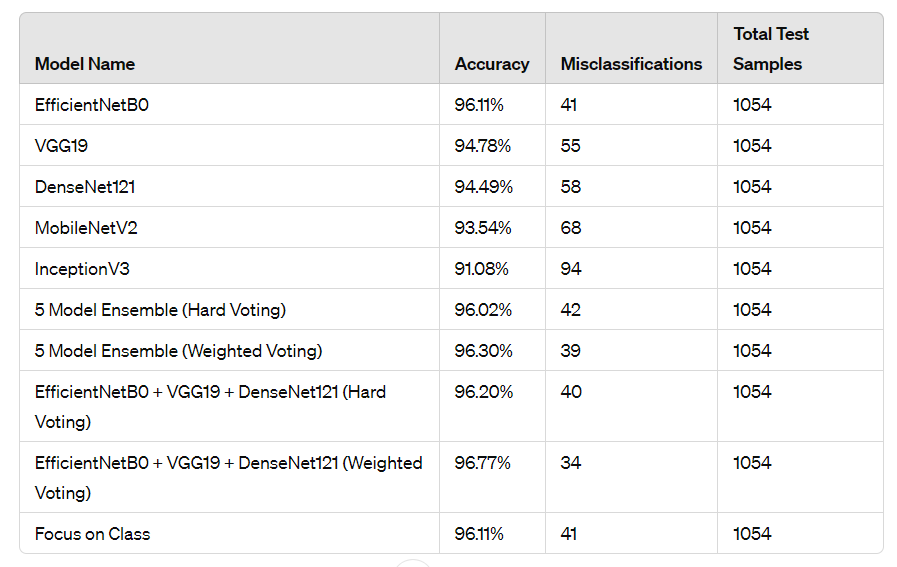 Model Name Accuracy Misclassifications Total Test Samples
EfficientNetB0 96.11% 41 1054
VGG19 94.78% 55 1054
DenseNet121 94.49% 58 1054
MobileNetV2 93.54% 68 1054
InceptionV3 91.08% 94 1054
5 Model Ensemble (Hard Voting) 96.02% 42 1054
5 Model Ensemble (Weighted Voting) 96.30% 39 1054
EfficientNetB0 + VGG19 + DenseNet121 (Hard Voting) 96.20% 40 1054
EfficientNetB0 + VGG19 + DenseNet121 (Weighted Voting) 96.77% 34 1054
Focus on Class 96.11% 41 1054